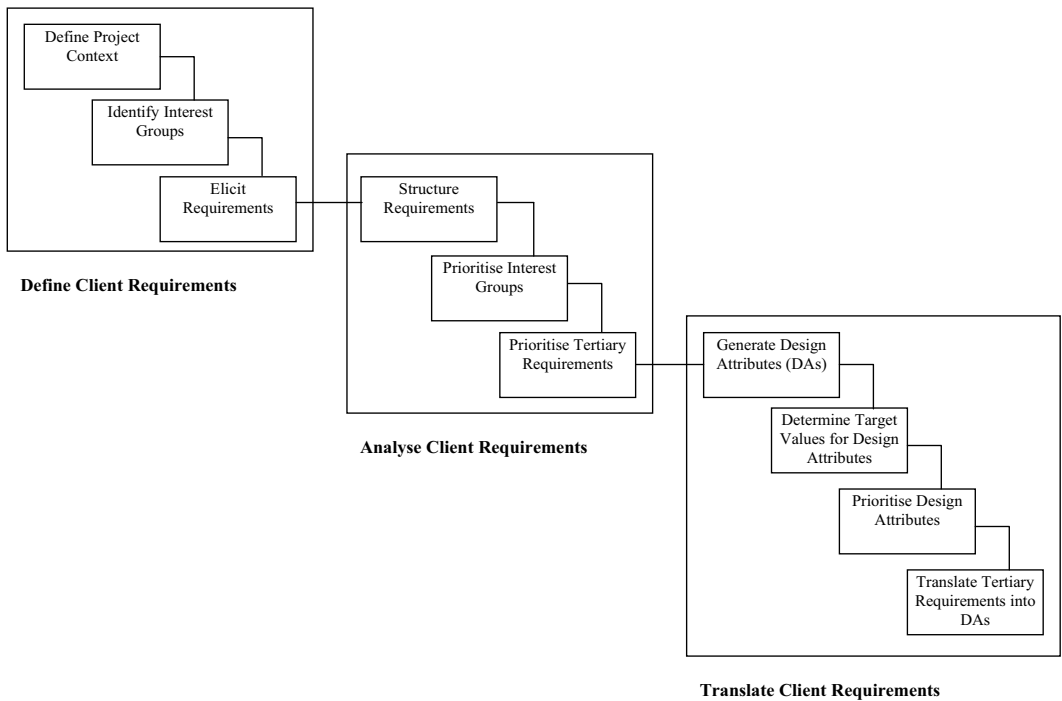 Define Project
Context
Identify Interest
Groups
Elicit
Requirements
Define Client Requirements
Structure
Requirements
Prioritise Interest
Groups
Prioritise Tertiary
Requirements
Analyse Client Requirements
Generate Design
Attributes (DAs)
Determine Target
Values for Design
Attributes
Prioritise Design
Attributes
Translate Tertiary
Requirements into
DAs
Translate Client Requirements